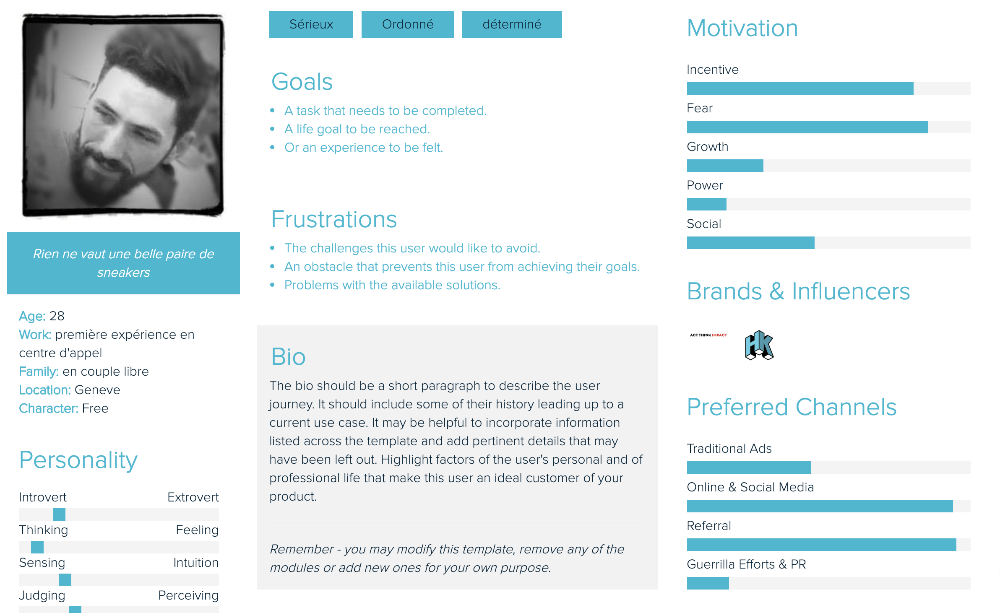 Rien ne vaut une belle paire de
sneakers
Age: 28
Work: première expérience en
centre d'appel
Family: en couple libre
Location: Geneve
Character: Free
Personality
Introvert Extrovert
Thinking Feeling
Sensing Intuition
Judging Perceiving
Sérieux Ordonné déterminé
Goals
• A task that needs to be completed.
• A life goal to be reached.
• Or an experience to be felt.
Frustrations
• The challenges this user would like to avoid.
• An obstacle that prevents this user from achieving their goals.
• Problems with the available solutions.
Bio
The bio should be a short paragraph to describe the user
journey. It should include some of their history leading up to a
current use case. It may be helpful to incorporate information
listed across the template and add pertinent details that may
have been left out. Highlight factors of the user's personal and of
professional life that make this user an ideal customer of your
product.
Remember - you may modify this template, remove any of the
modules or add new ones for your own purpose.
Motivation
Incentive
Fear
Growth
Power
Social
Brands & Influencers
ACT THINK IMPACT HK
Preferred Channels
Traditional Ads
Online & Social Media
Referral
Guerrilla Efforts & PR